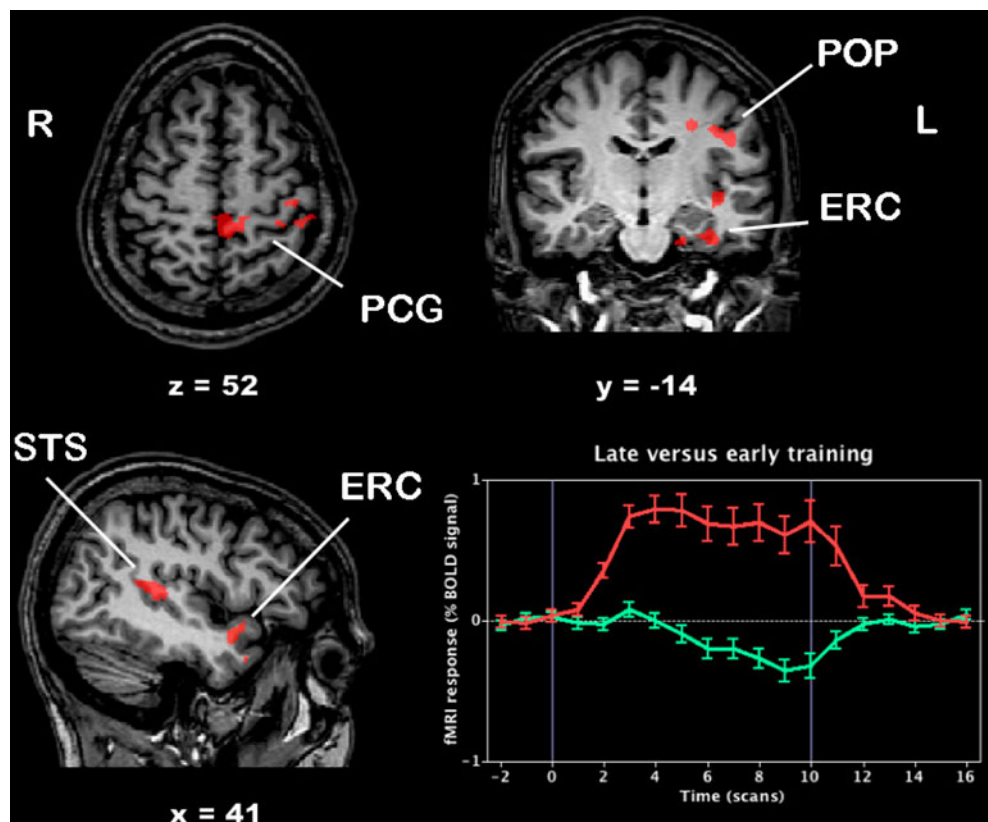 R
PCG
z = 52
POP
L
ERC
y = -14
STS
ERC
x = 41
Late versus early training
fMRI response (% BOLD signal)
1
0
-1
-2 0 2 4 6 8 10 12 14 16
Time (scans)